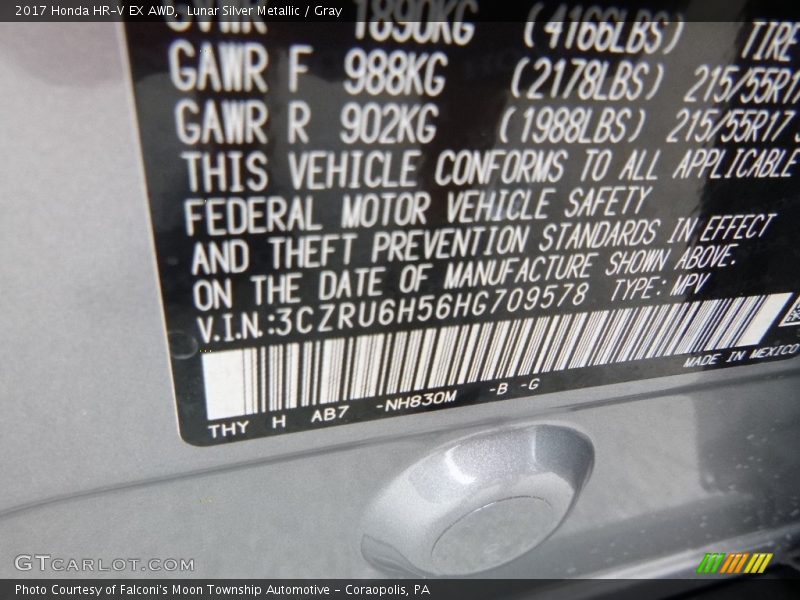 2017 Honda HR-V EX AWD, Lunar Silver Metallic / Gray
GVWR 1890KG (4166LBS) TIRE
GAWR F 988KG (2178LBS) 215/55R17
GAWR R 902KG (1988LBS) 215/55R17
THIS VEHICLE CONFORMS TO ALL APPLICABLE
FEDERAL MOTOR VEHICLE SAFETY
AND THEFT PREVENTION STANDARDS IN EFFECT
ON THE DATE OF MANUFACTURE SHOWN ABOVE.
V.I.N.:3CZRU6H56HG709578 TYPE: MPV
MADE IN MEXICO
THY H AB7 -NH830M -B -G
GTCARLOT.COM
Photo Courtesy of Falconi's Moon Township Automotive - Coraopolis, PA